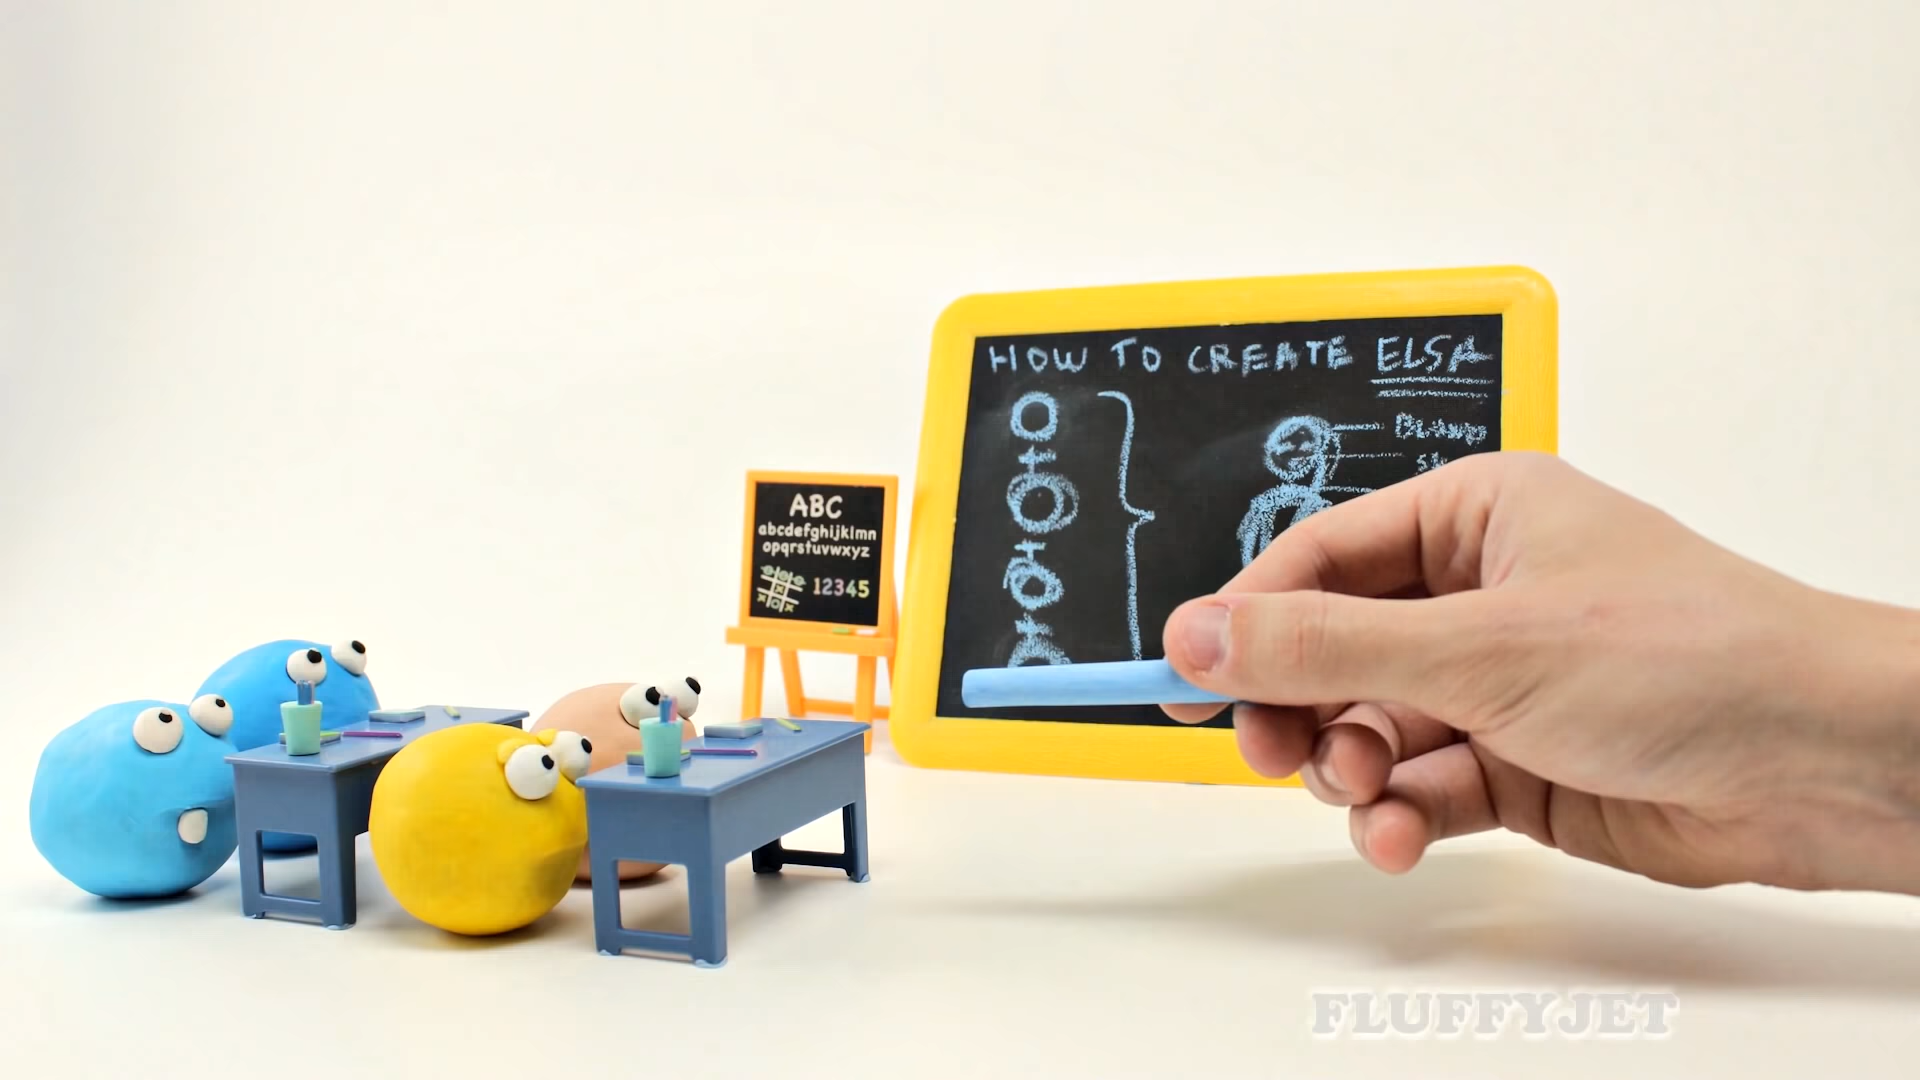 HOW TO CREATE ELSA
ABC
abcdefghijklmn
opqrstuvwxyz
12345
FLUFFYJET